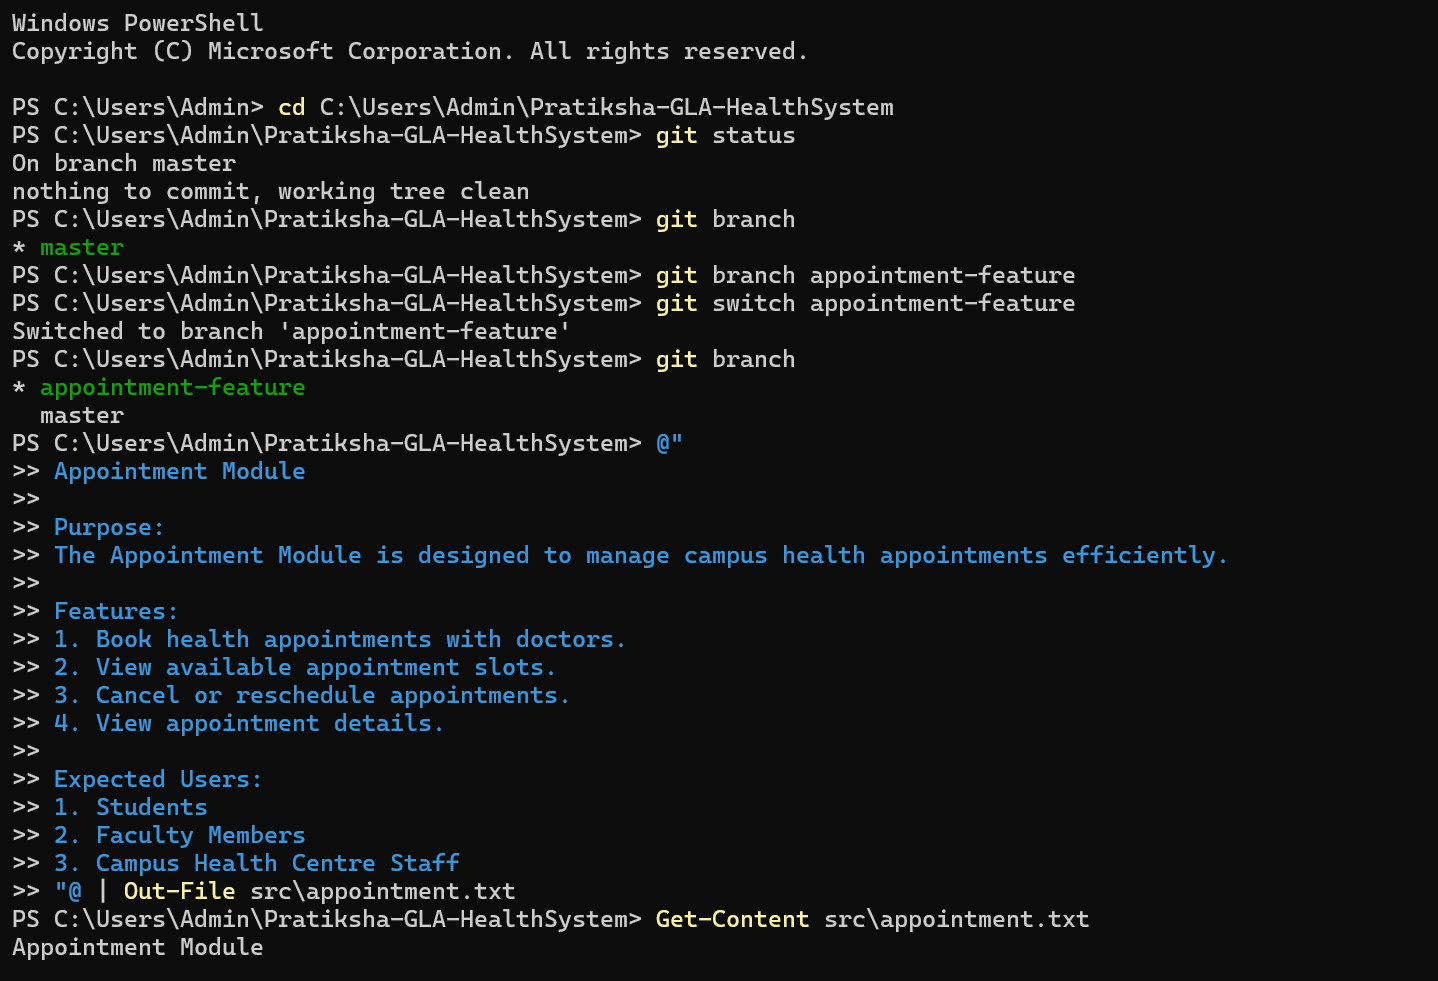 Windows PowerShell
Copyright (C) Microsoft Corporation. All rights reserved.
PS C:\Users\Admin> cd C:\Users\Admin\Pratiksha-GLA-HealthSystem
PS C:\Users\Admin\Pratiksha-GLA-HealthSystem> git status
On branch master
nothing to commit, working tree clean
PS C:\Users\Admin\Pratiksha-GLA-HealthSystem> git branch
* master
PS C:\Users\Admin\Pratiksha-GLA-HealthSystem> git branch appointment-feature
PS C:\Users\Admin\Pratiksha-GLA-HealthSystem> git switch appointment-feature
Switched to branch 'appointment-feature'
PS C:\Users\Admin\Pratiksha-GLA-HealthSystem> git branch
* appointment-feature
  master
PS C:\Users\Admin\Pratiksha-GLA-HealthSystem> @"
>> Appointment Module
>>
>> Purpose:
>> The Appointment Module is designed to manage campus health appointments efficiently.
>>
>> Features:
>> 1. Book health appointments with doctors.
>> 2. View available appointment slots.
>> 3. Cancel or reschedule appointments.
>> 4. View appointment details.
>>
>> Expected Users:
>> 1. Students
>> 2. Faculty Members
>> 3. Campus Health Centre Staff
>> "@ | Out-File src\appointment.txt
PS C:\Users\Admin\Pratiksha-GLA-HealthSystem> Get-Content src\appointment.txt
Appointment Module